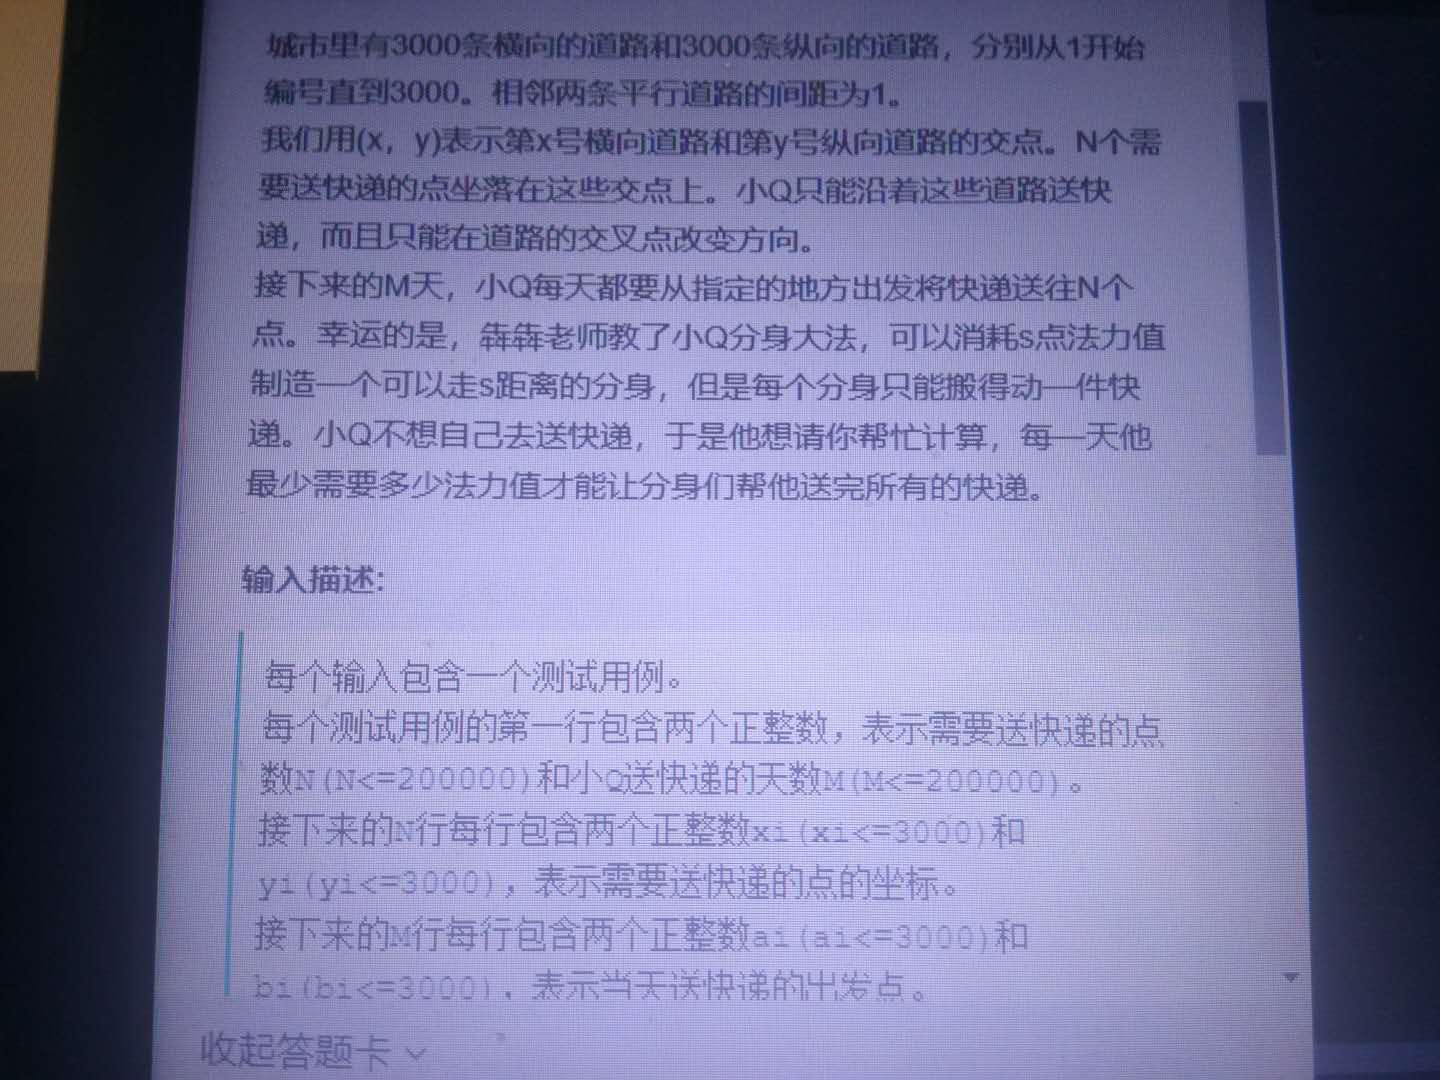 城市里有3000条横向的道路和3000条纵向的道路，分别从1开始
编号直到3000。相邻两条平行道路的间距为1。
我们用(x，y)表示第x号横向道路和第y号纵向道路的交点。N个需
要送快递的点坐落在这些交点上。小Q只能沿着这些道路送快
递，而且只能在道路的交叉点改变方向。
接下来的M天，小Q每天都要从指定的地方出发将快递送往N个
点。幸运的是，犇犇老师教了小Q分身大法，可以消耗s点法力值
制造一个可以走s距离的分身，但是每个分身只能搬得动一件快
递。小Q不想自己去送快递，于是他想请你帮忙计算，每一天他
最少需要多少法力值才能让分身们帮他送完所有的快递。
输入描述:
每个输入包含一个测试用例。
每个测试用例的第一行包含两个正整数，表示需要送快递的点
数N(N<=200000)和小Q送快递的天数M(M<=200000)。
接下来的N行每行包含两个正整数xi(xi<=3000)和
yi(yi<=3000)，表示需要送快递的点的坐标。
接下来的M行每行包含两个正整数ai(ai<=3000)和
bi(bi<=3000)，表示当天送快递的出发点。
收起答题卡